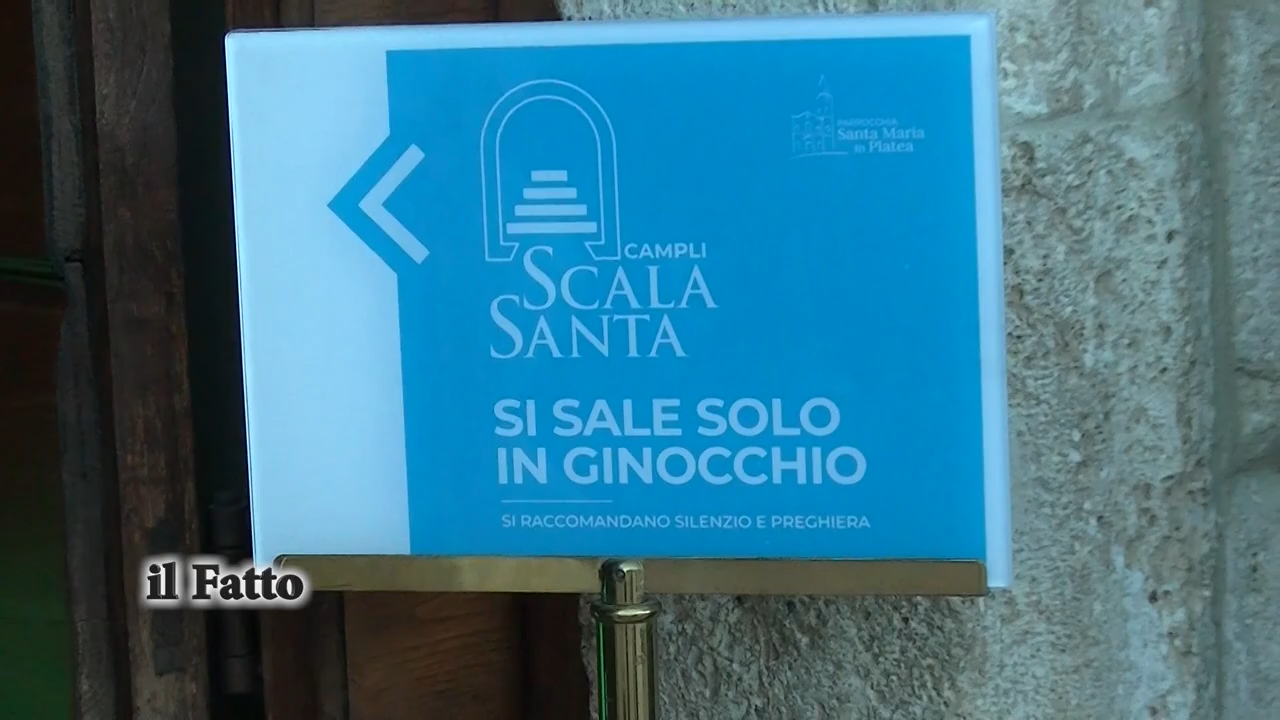 PARROCCHIA
Santa Maria
in Platea
CAMPLI
SCALA
SANTA
SI SALE SOLO
IN GINOCCHIO
SI RACCOMANDANO SILENZIO E PREGHIERA
il Fatto